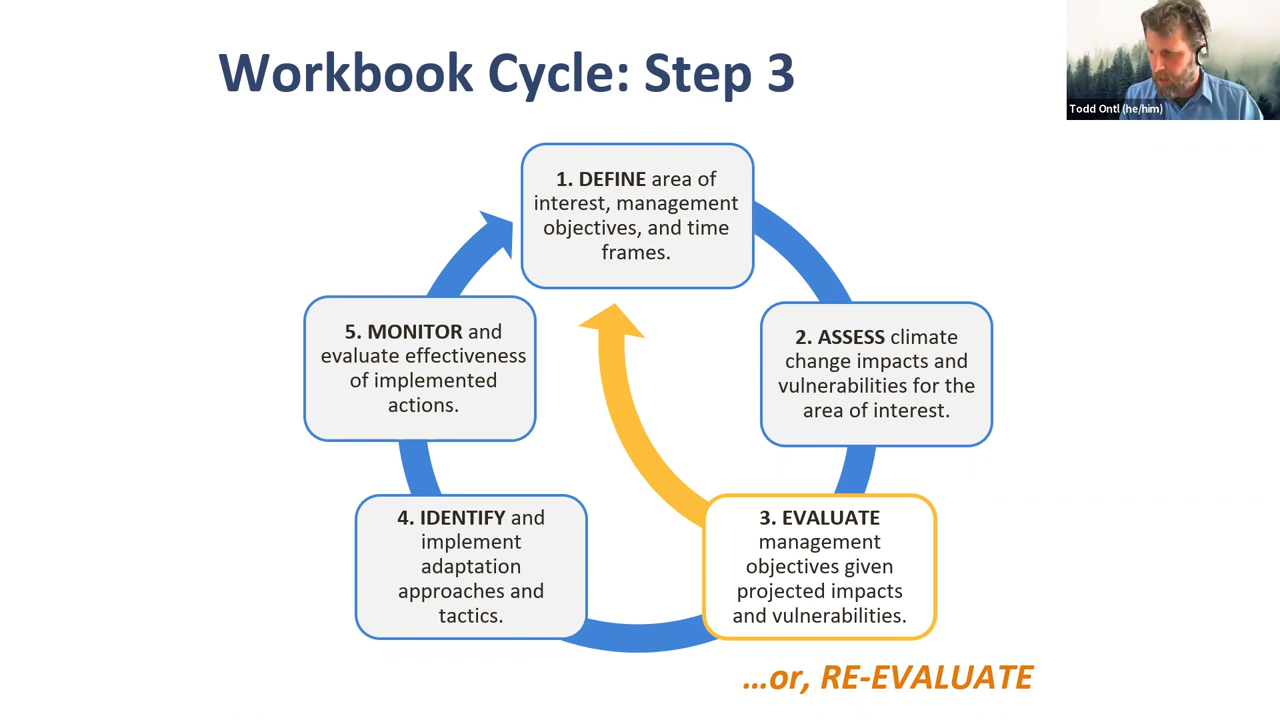 Workbook Cycle: Step 3
Todd Ontl (he/him)
1. DEFINE area of
interest, management
objectives, and time
frames.
2. ASSESS climate
change impacts and
vulnerabilities for the
area of interest.
3. EVALUATE
management
objectives given
projected impacts
and vulnerabilities.
…or, RE-EVALUATE
4. IDENTIFY and
implement
adaptation
approaches and
tactics.
5. MONITOR and
evaluate effectiveness
of implemented
actions.